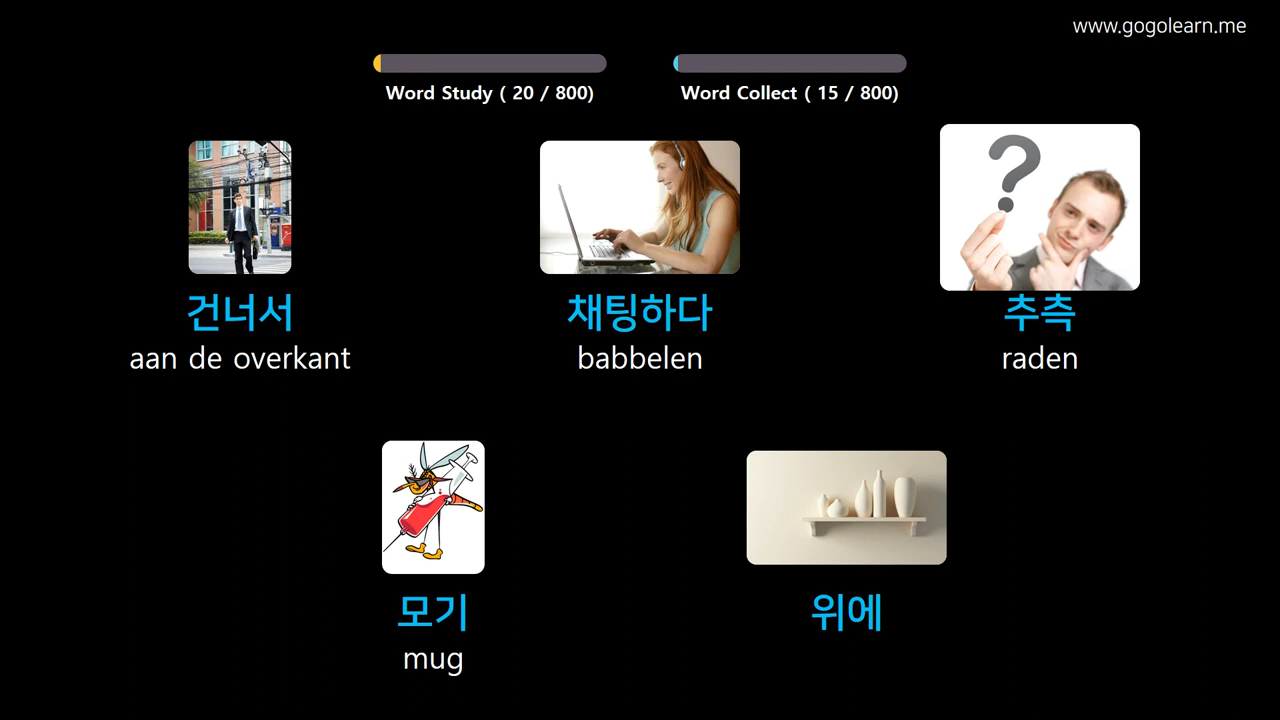 www.gogolearn.me
Word Study ( 20 / 800)
Word Collect ( 15 / 800)
건너서
aan de overkant
채팅하다
babbelen
추측
raden
모기
mug
위에